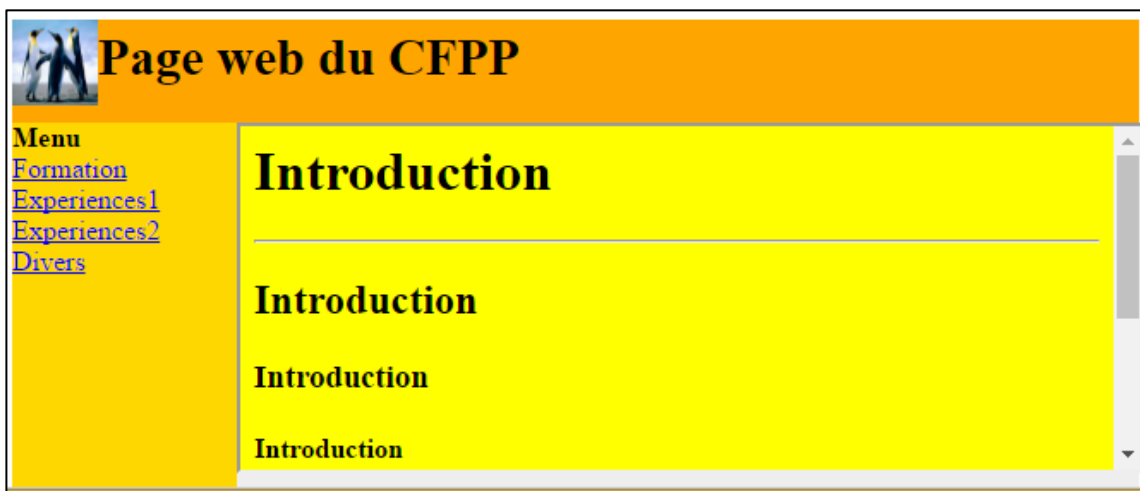 Page web du CFPP
Menu
Formation
Experiences1
Experiences2
Divers
Introduction
Introduction
Introduction
Introduction